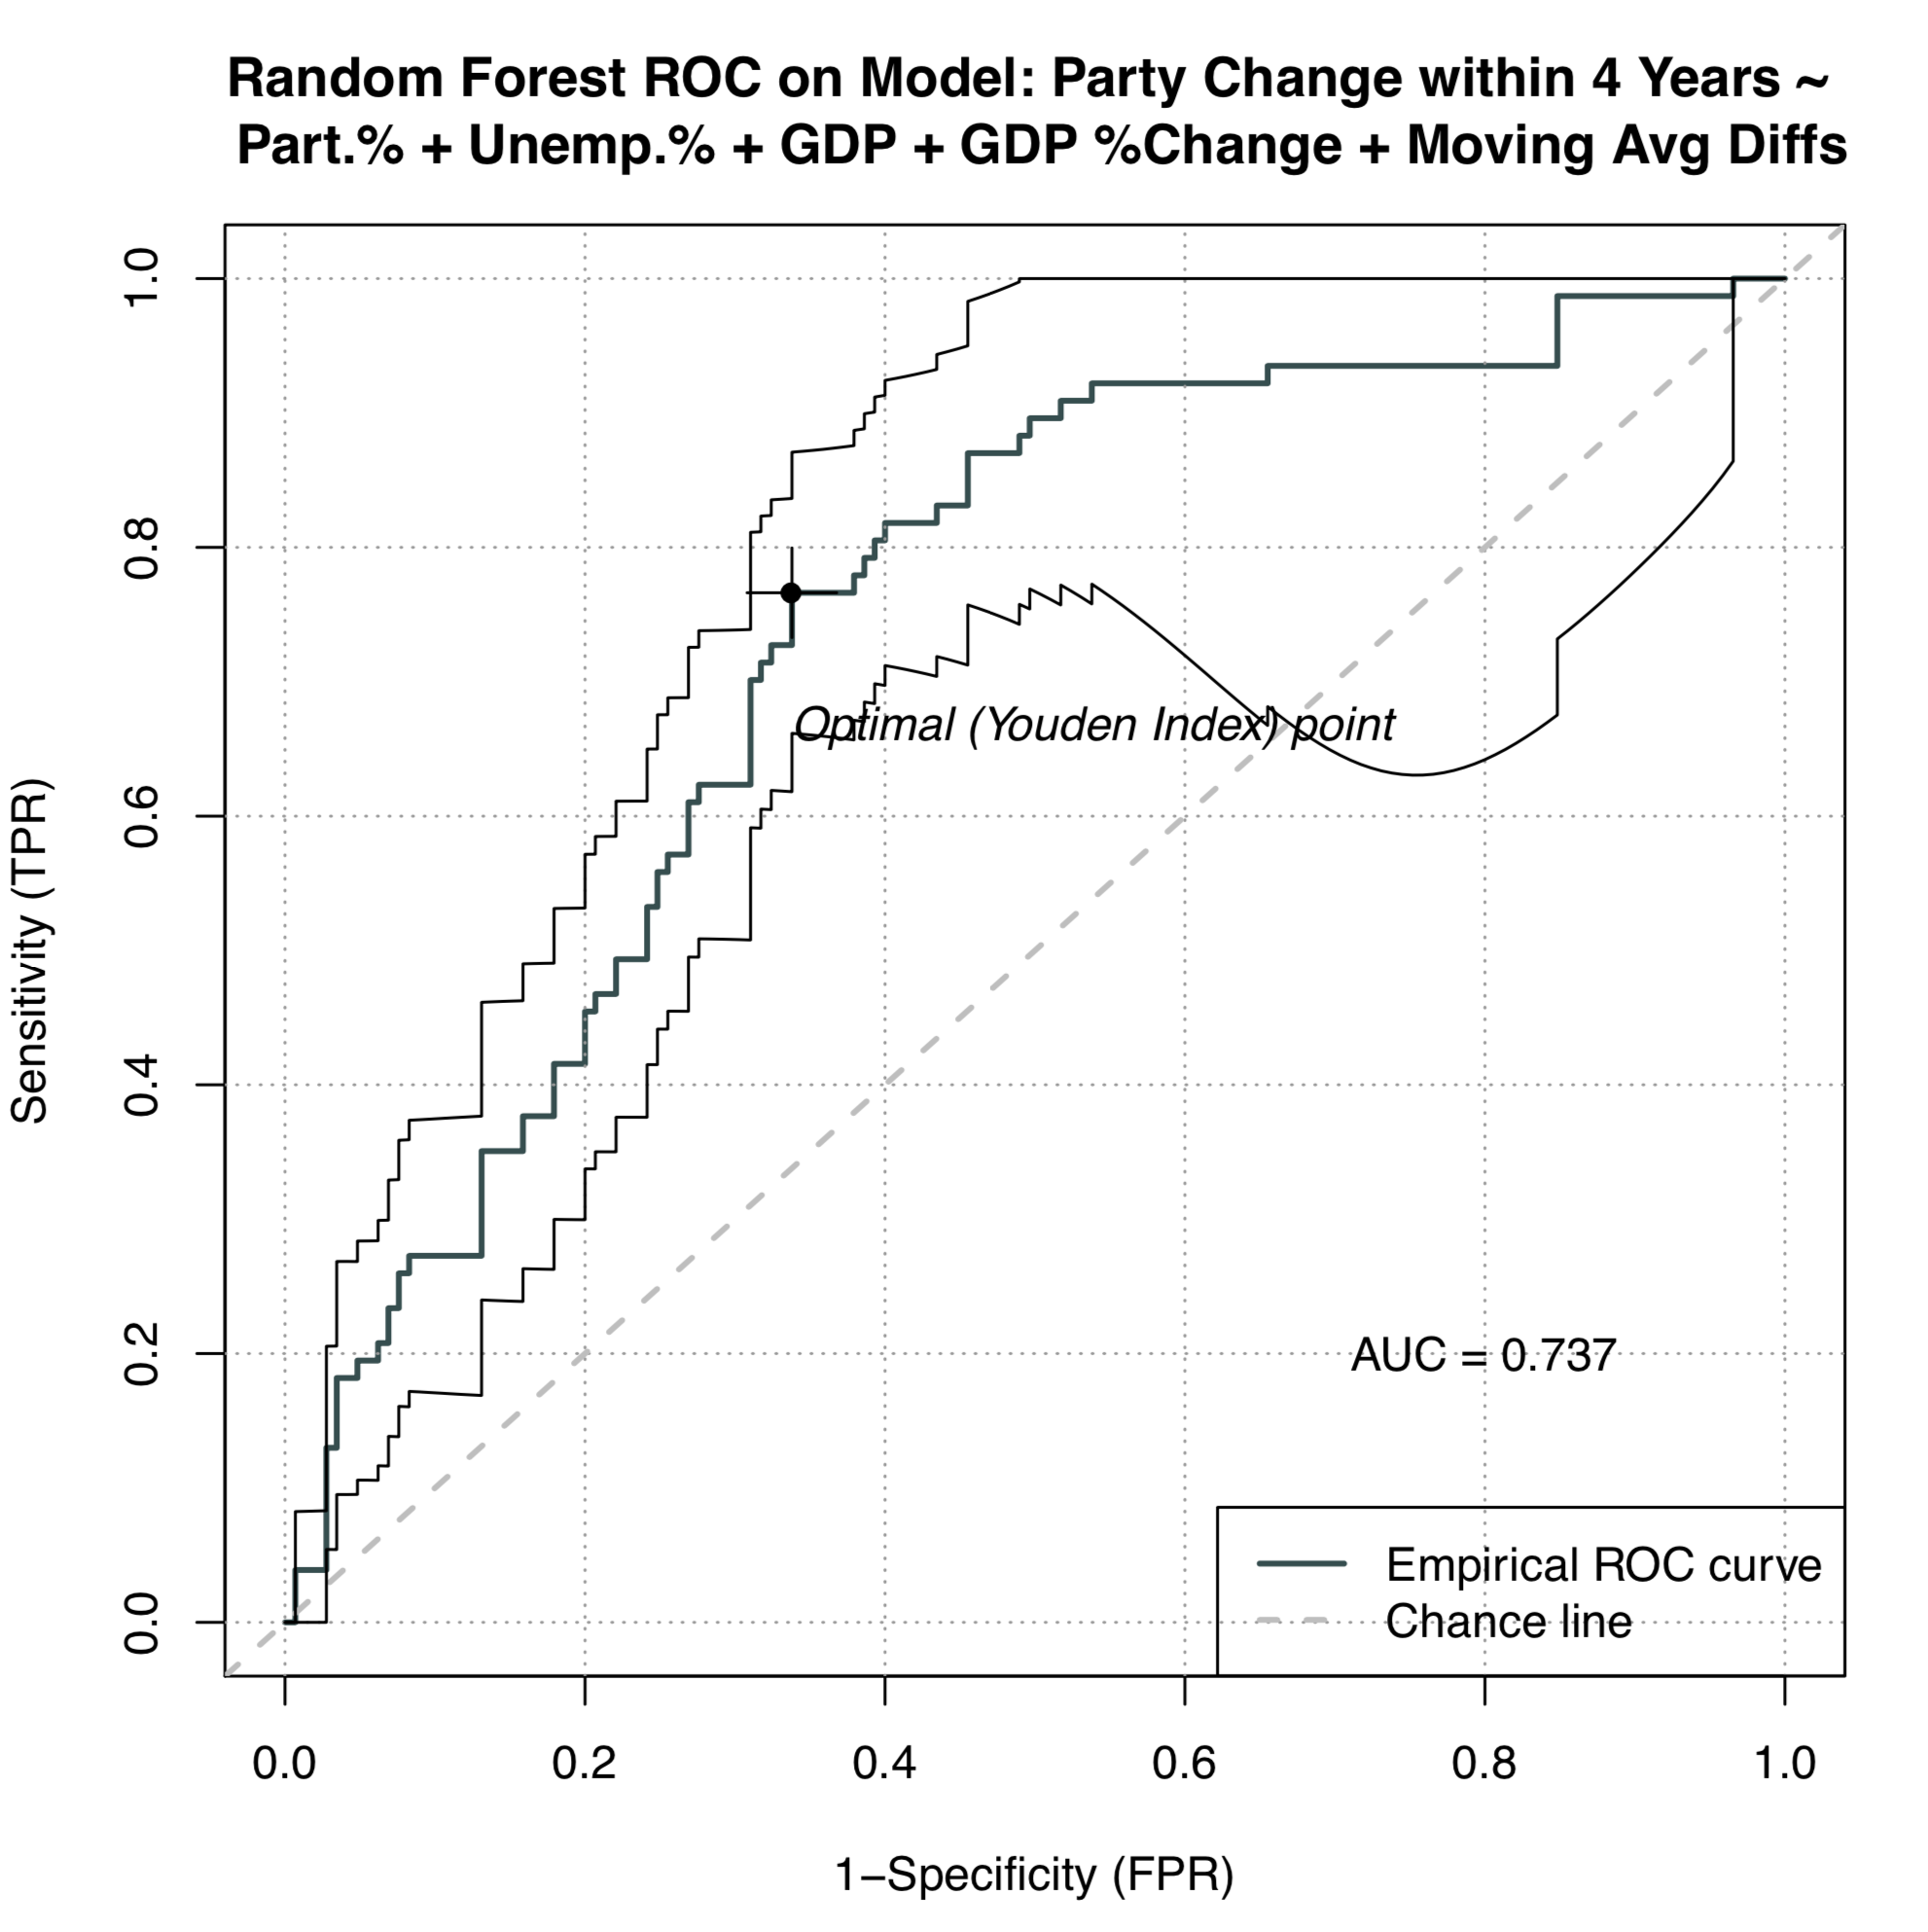 Random Forest ROC on Model: Party Change within 4 Years ~
Part.% + Unemp.% + GDP + GDP %Change + Moving Avg Diffs
Sensitivity (TPR)
1.0
0.8
0.6
0.4
0.2
0.0
Optimal (Youden Index) point
AUC = 0.737
Empirical ROC curve
Chance line
0.0 0.2 0.4 0.6 0.8 1.0
1−Specificity (FPR)